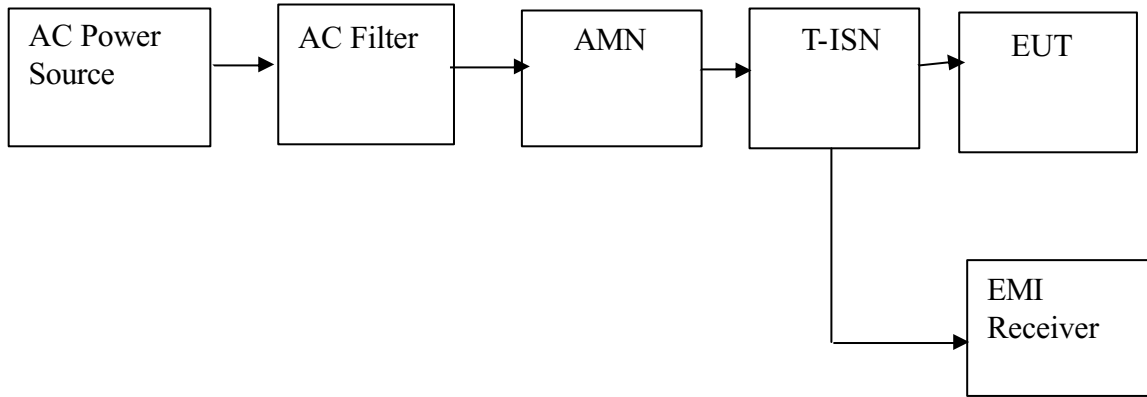 AC Power
Source
AC Filter
AMN
T-ISN
EUT
EMI
Receiver